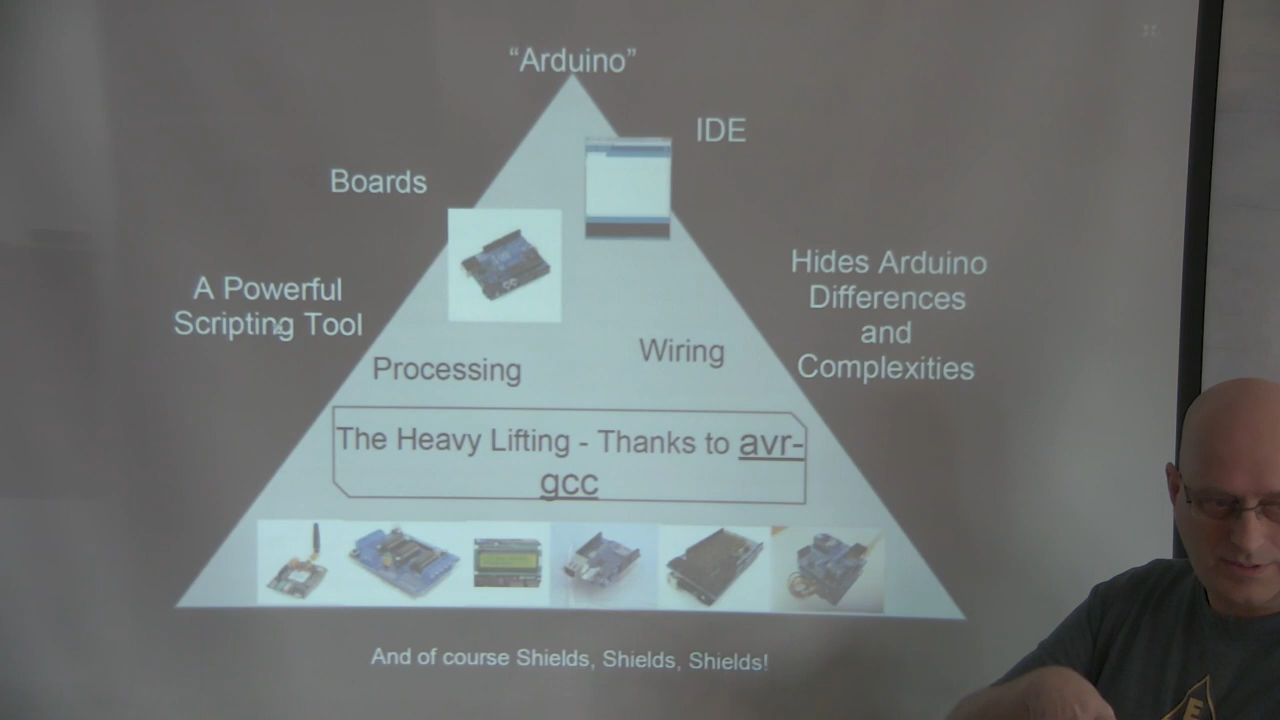 “Arduino”
IDE
Boards
A Powerful
Scripting Tool
Hides Arduino
Differences
and
Complexities
Processing
Wiring
The Heavy Lifting - Thanks to avr-
gcc
And of course Shields, Shields, Shields!
E